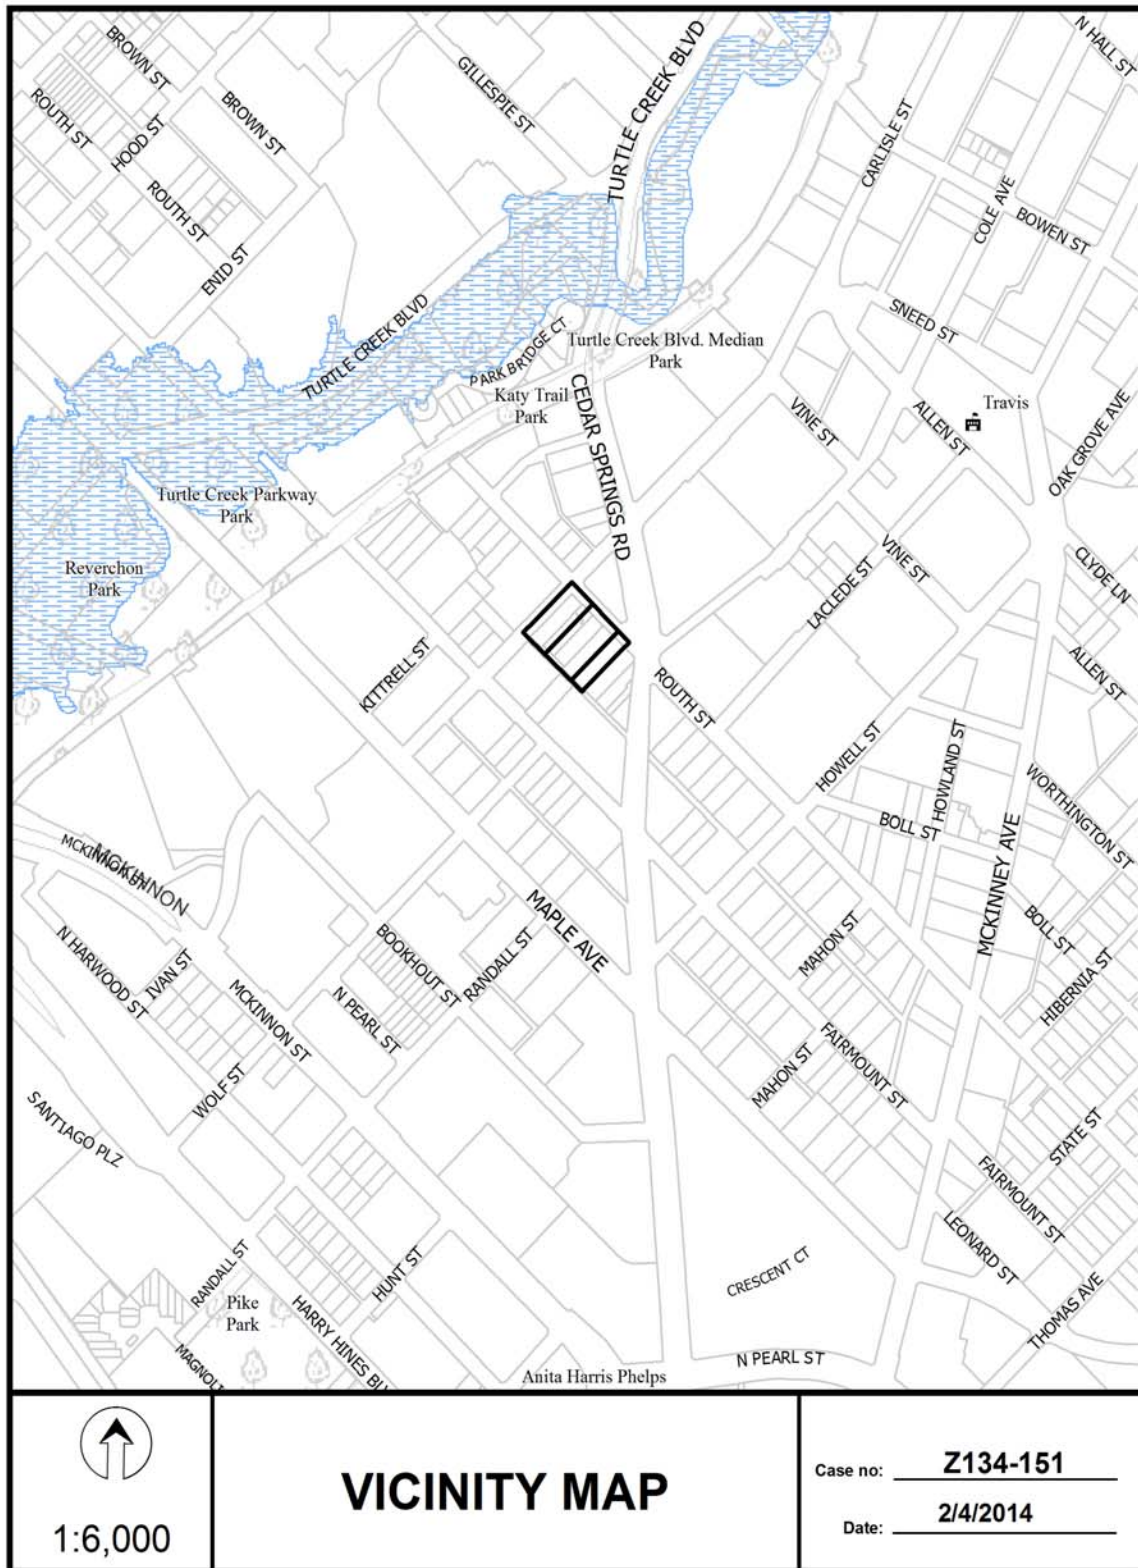 BROWN ST
ROUTH ST
HOOD ST
BROWN ST
ROUTH ST
ENID ST
GILLESPIE ST
TURTLE CREEK BLVD
N HALL ST
CARLISLE ST
COLE AVE
BOWEN ST
SNEED ST
TURTLE CREEK BLVD
PARK BRIDGE CT
Turtle Creek Blvd. Median
Park
Katy Trail
Park
CEDAR SPRINGS RD
VINE ST
ALLEN ST
Travis
OAK GROVE AVE
Turtle Creek Parkway
Park
Reverchon
Park
VINE ST
LACLEDE ST
CLYDE LN
ALLEN ST
KITTRELL ST
ROUTH ST
HOWELL ST
HOWLAND ST
BOLL ST
WORTHINGTON ST
MCKINNEY AVE
MCKINNON ST
MCKINNON
MAPLE AVE
BOOKHOUT ST
RANDALL ST
MAHON ST
BOLL ST
HIBERNIA ST
N HARWOOD ST
IVAN ST
MCKINNON ST
N PEARL ST
WOLF ST
MAHON ST
FAIRMOUNT ST
STATE ST
SANTIAGO PLZ
FAIRMOUNT ST
LEONARD ST
THOMAS AVE
CRESCENT CT
RANDALL ST
HUNT ST
Pike
Park
HARRY HINES BLV
MAGNOLI
N PEARL ST
Anita Harris Phelps
1:6,000
VICINITY MAP
Case no: Z134-151
Date: 2/4/2014